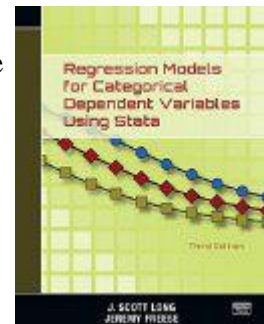 e
Regression Models
for Categorical
Dependent Variables
Using Stata
Third Edition
J. SCOTT LONG
JEREMY FREESE